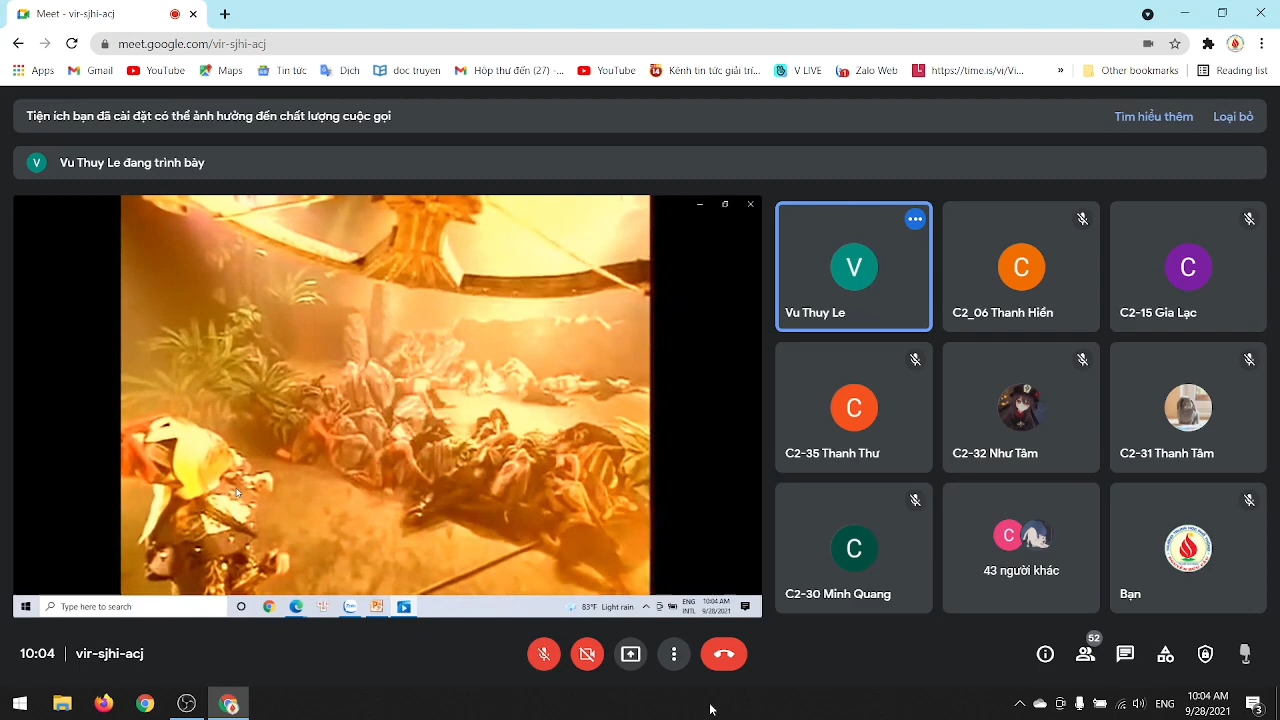 Meet - vir-sjhi-acj
meet.google.com/vir-sjhi-acj
Apps Gmail YouTube Maps Tin tức Dịch doc truyen Hộp thư đến (27) -... YouTube Kênh tin tức giải trí... V LIVE Zalo Web https://time.is/vi/Vi... » Other bookmarks Reading list
Tiện ích bạn đã cài đặt có thể ảnh hưởng đến chất lượng cuộc gọi Tìm hiểu thêm Loại bỏ
V Vu Thuy Le đang trình bày
V
Vu Thuy Le
C
C2_06 Thanh Hiền
C
C2-15 Gia Lạc
C
C2-35 Thanh Thư
C2-32 Như Tâm
C2-31 Thanh Tâm
C
C2-30 Minh Quang
C
43 người khác
Bạn
Type here to search Zalo 83°F Light rain ENG INTL 10:04 AM 9/28/2021
10:04 | vir-sjhi-acj
52
ENG 10:04 AM 9/28/2021 3